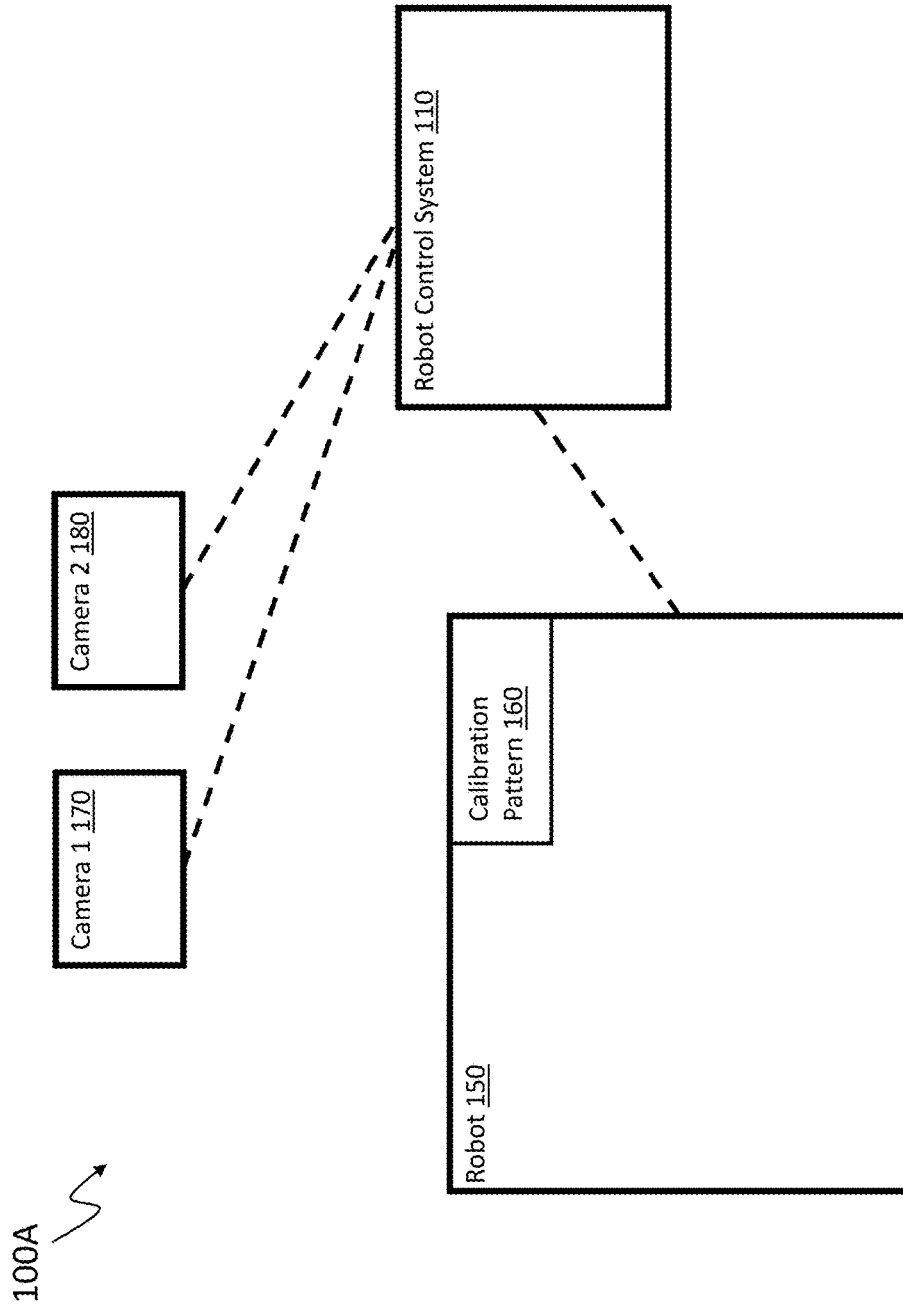 100A
Camera 1 170
Camera 2 180
Robot Control System 110
Robot 150
Calibration
Pattern 160